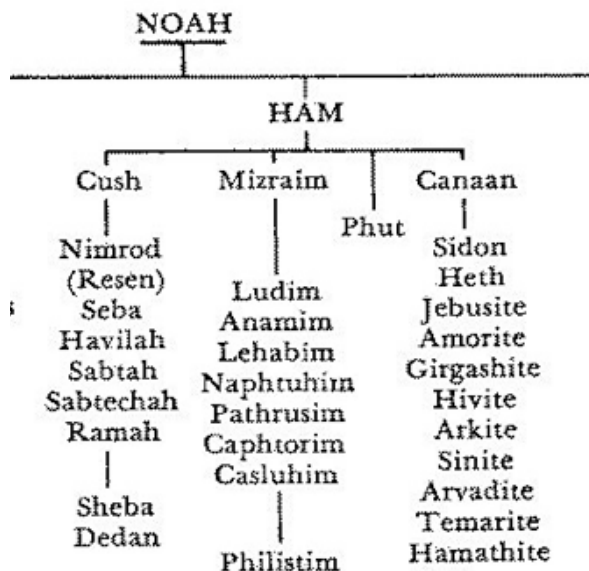 NOAH
HAM
Cush Mizraim Phut Canaan
Nimrod
(Resen)
Seba
Havilah
Sabtah
Sabtechah
Ramah
Sheba
Dedan
Ludim
Anamim
Lehabim
Naphtuhim
Pathrusim
Caphtorim
Casluhim
Philistim
Sidon
Heth
Jebusite
Amorite
Girgashite
Hivite
Arkite
Sinite
Arvadite
Temarite
Hamathite